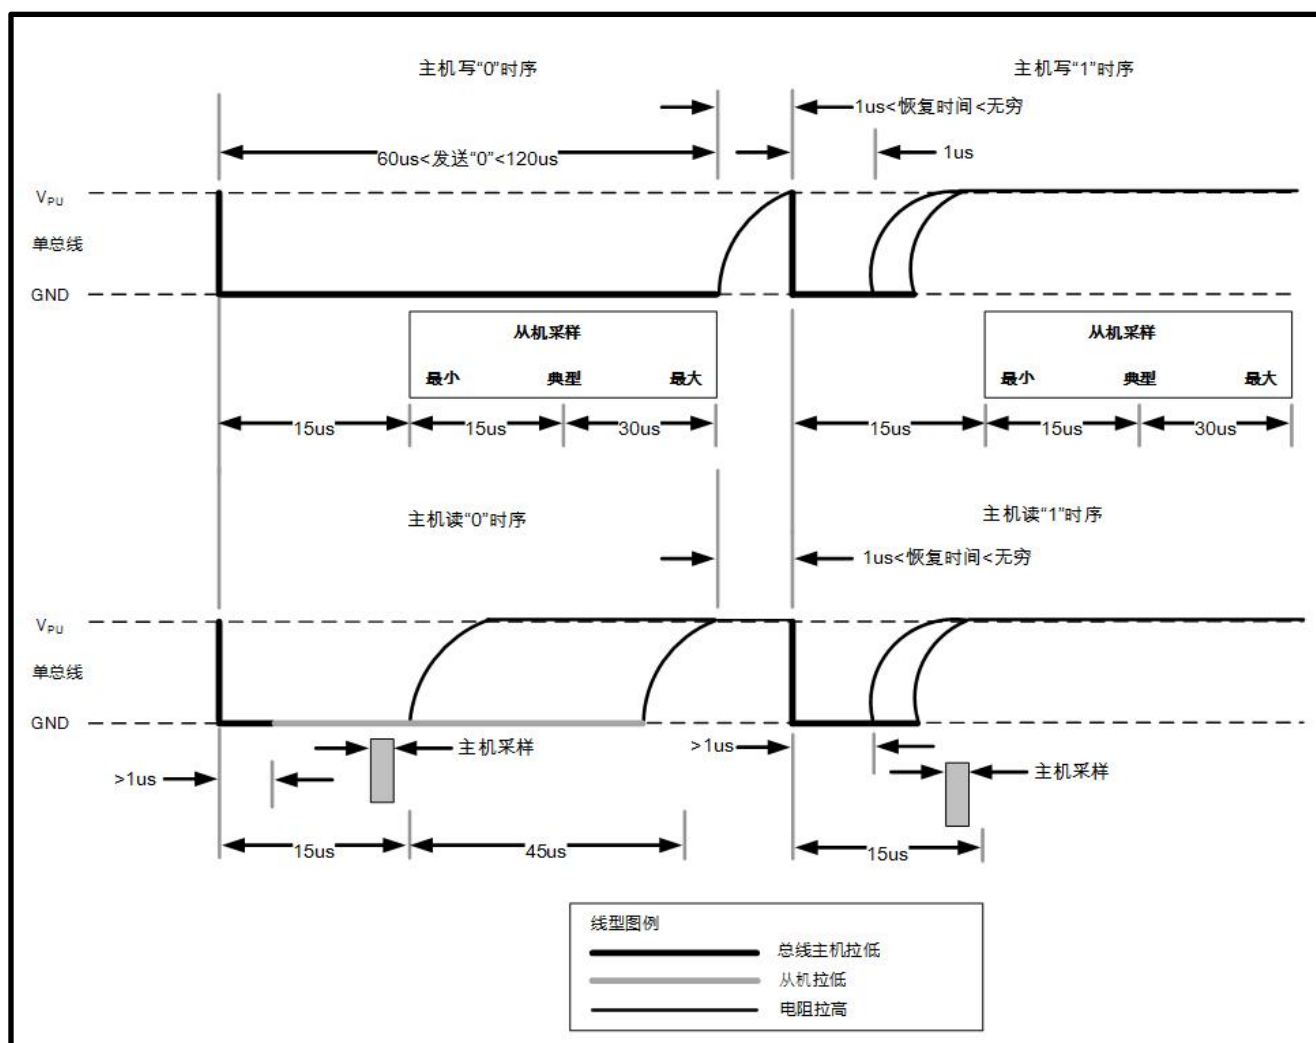 主机写“0”时序
主机写“1”时序
1us<恢复时间<无穷
60us<发送“0”<120us
1us
VPU
单总线
GND
从机采样
最小 典型 最大
从机采样
最小 典型 最大
15us
15us
30us
15us
15us
30us
主机读“0”时序
主机读“1”时序
1us<恢复时间<无穷
VPU
单总线
GND
主机采样
>1us
>1us
主机采样
15us
45us
15us
线型图例
总线主机拉低
从机拉低
电阻拉高